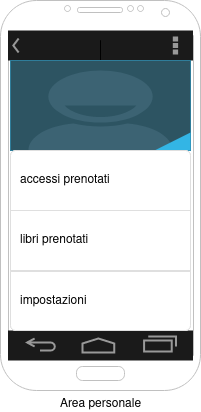 accessi prenotati
libri prenotati
impostazioni
Area personale